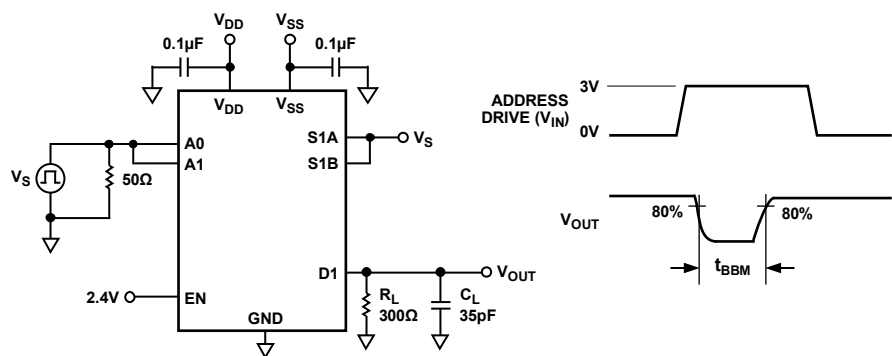 V_DD V_SS
0.1µF 0.1µF
V_DD V_SS
A0
A1
S1A V_S
S1B
V_S
50Ω
2.4V EN
D1 V_OUT
R_L
300Ω
C_L
35pF
GND
3V
ADDRESS
DRIVE (V_IN)
0V
V_OUT
80% 80%
t_BBM